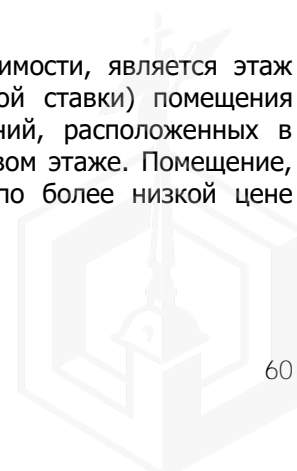 имости, является этаж
ой ставки) помещения
ний, расположенных в
вом этаже. Помещение,
по более низкой цене
60